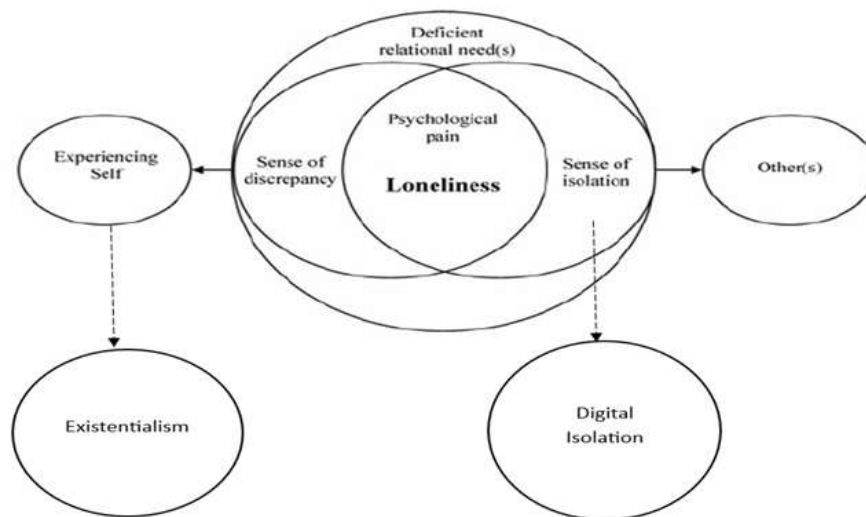 Deficient
relational need(s)
Psychological
pain
Experiencing
Self
Sense of
discrepancy
Loneliness
Sense of
isolation
Other(s)
Existentialism
Digital
Isolation